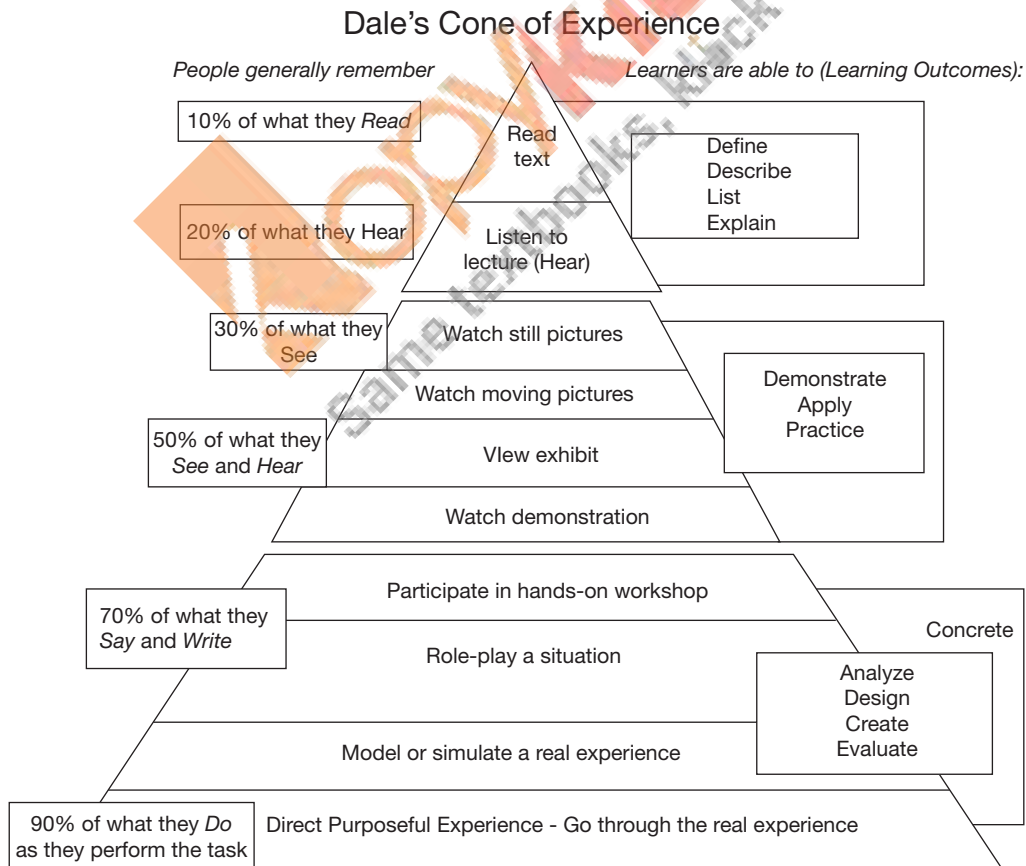 Dale's Cone of Experience
People generally remember
Learners are able to (Learning Outcomes):
10% of what they Read
Read
text
Define
Describe
List
Explain
20% of what they Hear
Listen to
lecture (Hear)
30% of what they
See
Watch still pictures
Watch moving pictures
Demonstrate
Apply
Practice
50% of what they
See and Hear
VIew exhibit
Watch demonstration
Participate in hands-on workshop
70% of what they
Say and Write
Role-play a situation
Concrete
Analyze
Design
Create
Evaluate
Model or simulate a real experience
90% of what they Do
as they perform the task
Direct Purposeful Experience - Go through the real experience
Same textbooks, klick